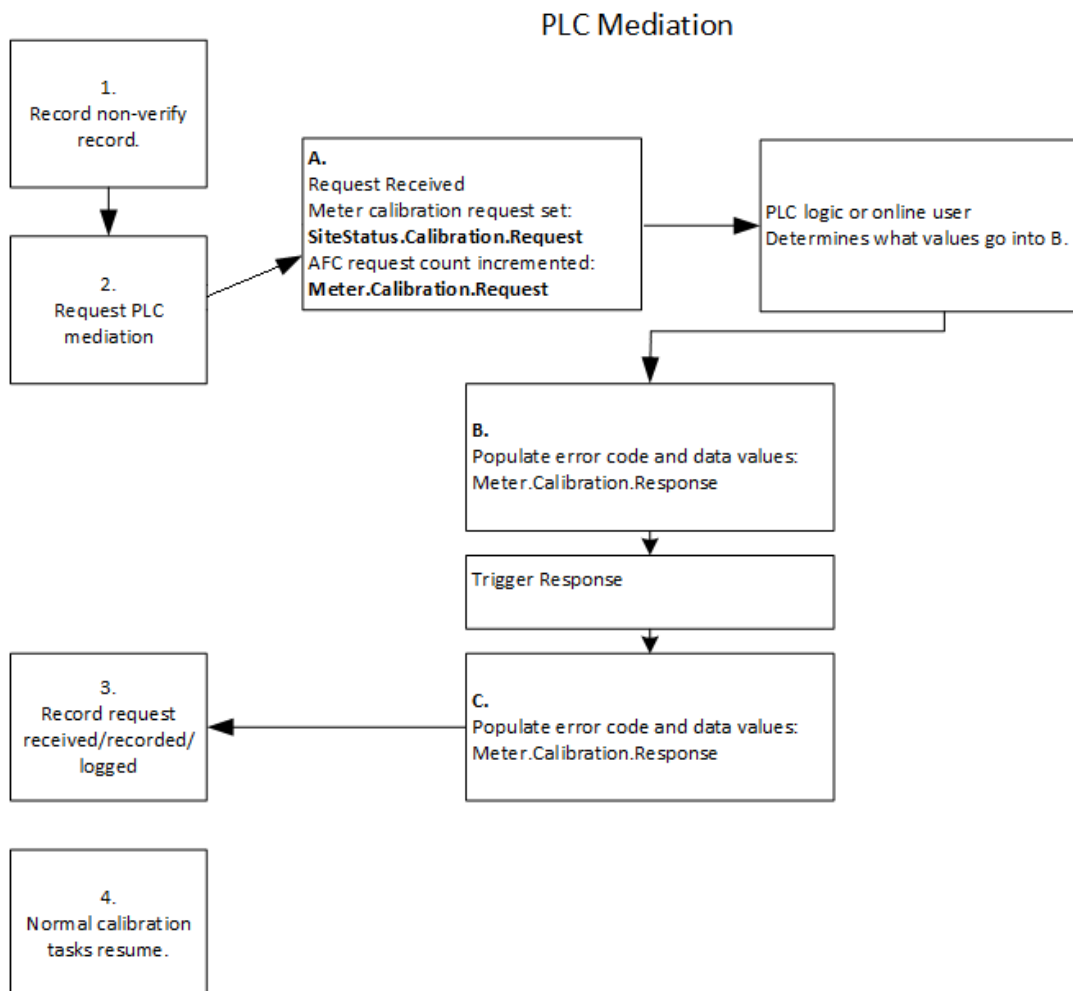 PLC Mediation
1.
Record non-verify
record.
2.
Request PLC
mediation
A.
Request Received
Meter calibration request set:
SiteStatus.Calibration.Request
AFC request count incremented:
Meter.Calibration.Request
PLC logic or online user
Determines what values go into B.
B.
Populate error code and data values:
Meter.Calibration.Response
Trigger Response
C.
Populate error code and data values:
Meter.Calibration.Response
3.
Record request
received/recorded/
logged
4.
Normal calibration
tasks resume.